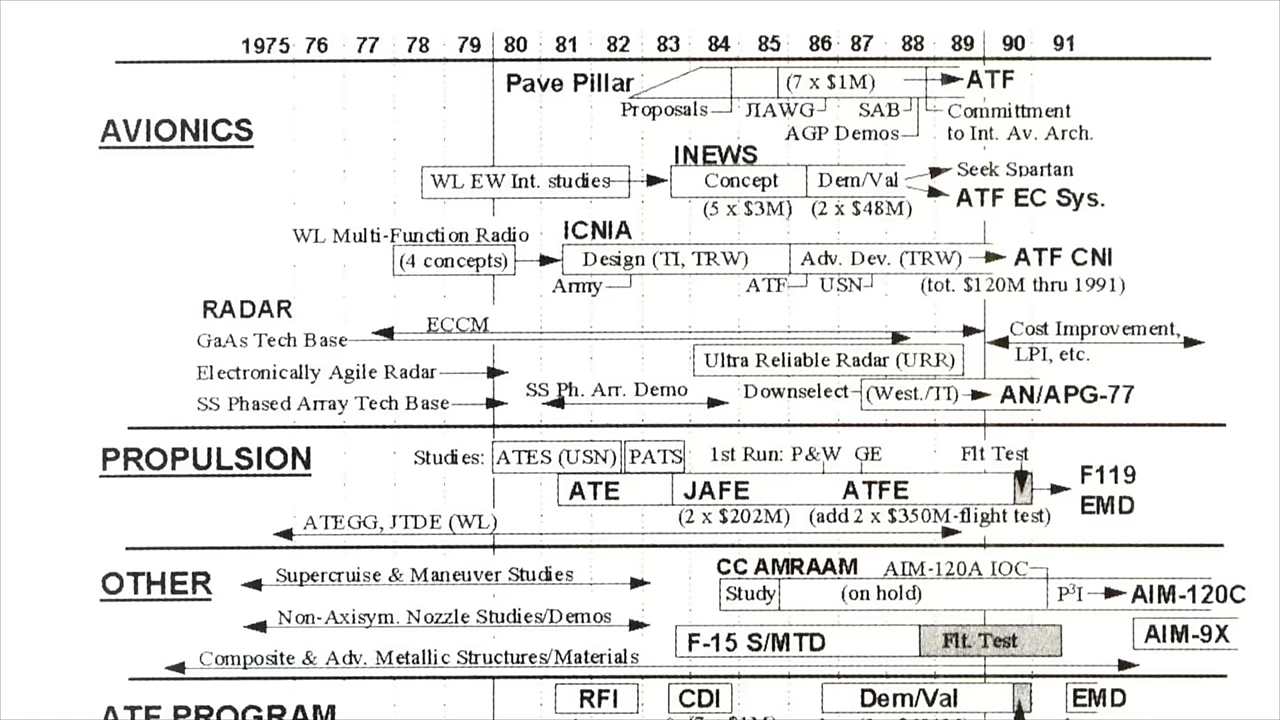 1975 76 77 78 79 80 81 82 83 84 85 86 87 88 89 90 91
Pave Pillar (7 x $1M) ATF
Proposals JIAWG SAB Committment
AVIONICS
AGP Demos to Int. Av. Arch.
INEWS
WL EW Int. studies Concept Dem/Val Seek Spartan
(5 x $3M) (2 x $48M) ATF EC Sys.
WL Multi-Function Radio ICNIA
(4 concepts) Design (TI, TRW) Adv. Dev. (TRW) ATF CNI
Army ATF USN (tot. $120M thru 1991)
RADAR
ECCM
GaAs Tech Base Cost Improvement,
Ultra Reliable Radar (URR) LPI, etc.
Electronically Agile Radar
SS Phased Array Tech Base SS Ph. Arr. Demo Downselect (West./TI) AN/APG-77
PROPULSION Studies: ATES (USN) PATS 1st Run: P&W GE Flt Test
ATE JAFE ATFE F119
EMD
(2 x $202M) (add 2 x $350M-flight test)
ATEGG, JTDE (WL)
CC AMRAAM AIM-120A IOC
OTHER Supercruise & Maneuver Studies
Study (on hold) P³I AIM-120C
Non-Axisym. Nozzle Studies/Demos
F-15 S/MTD Flt. Test AIM-9X
Composite & Adv. Metallic Structures/Materials
RFI CDI Dem/Val EMD
ATF PROGRAM